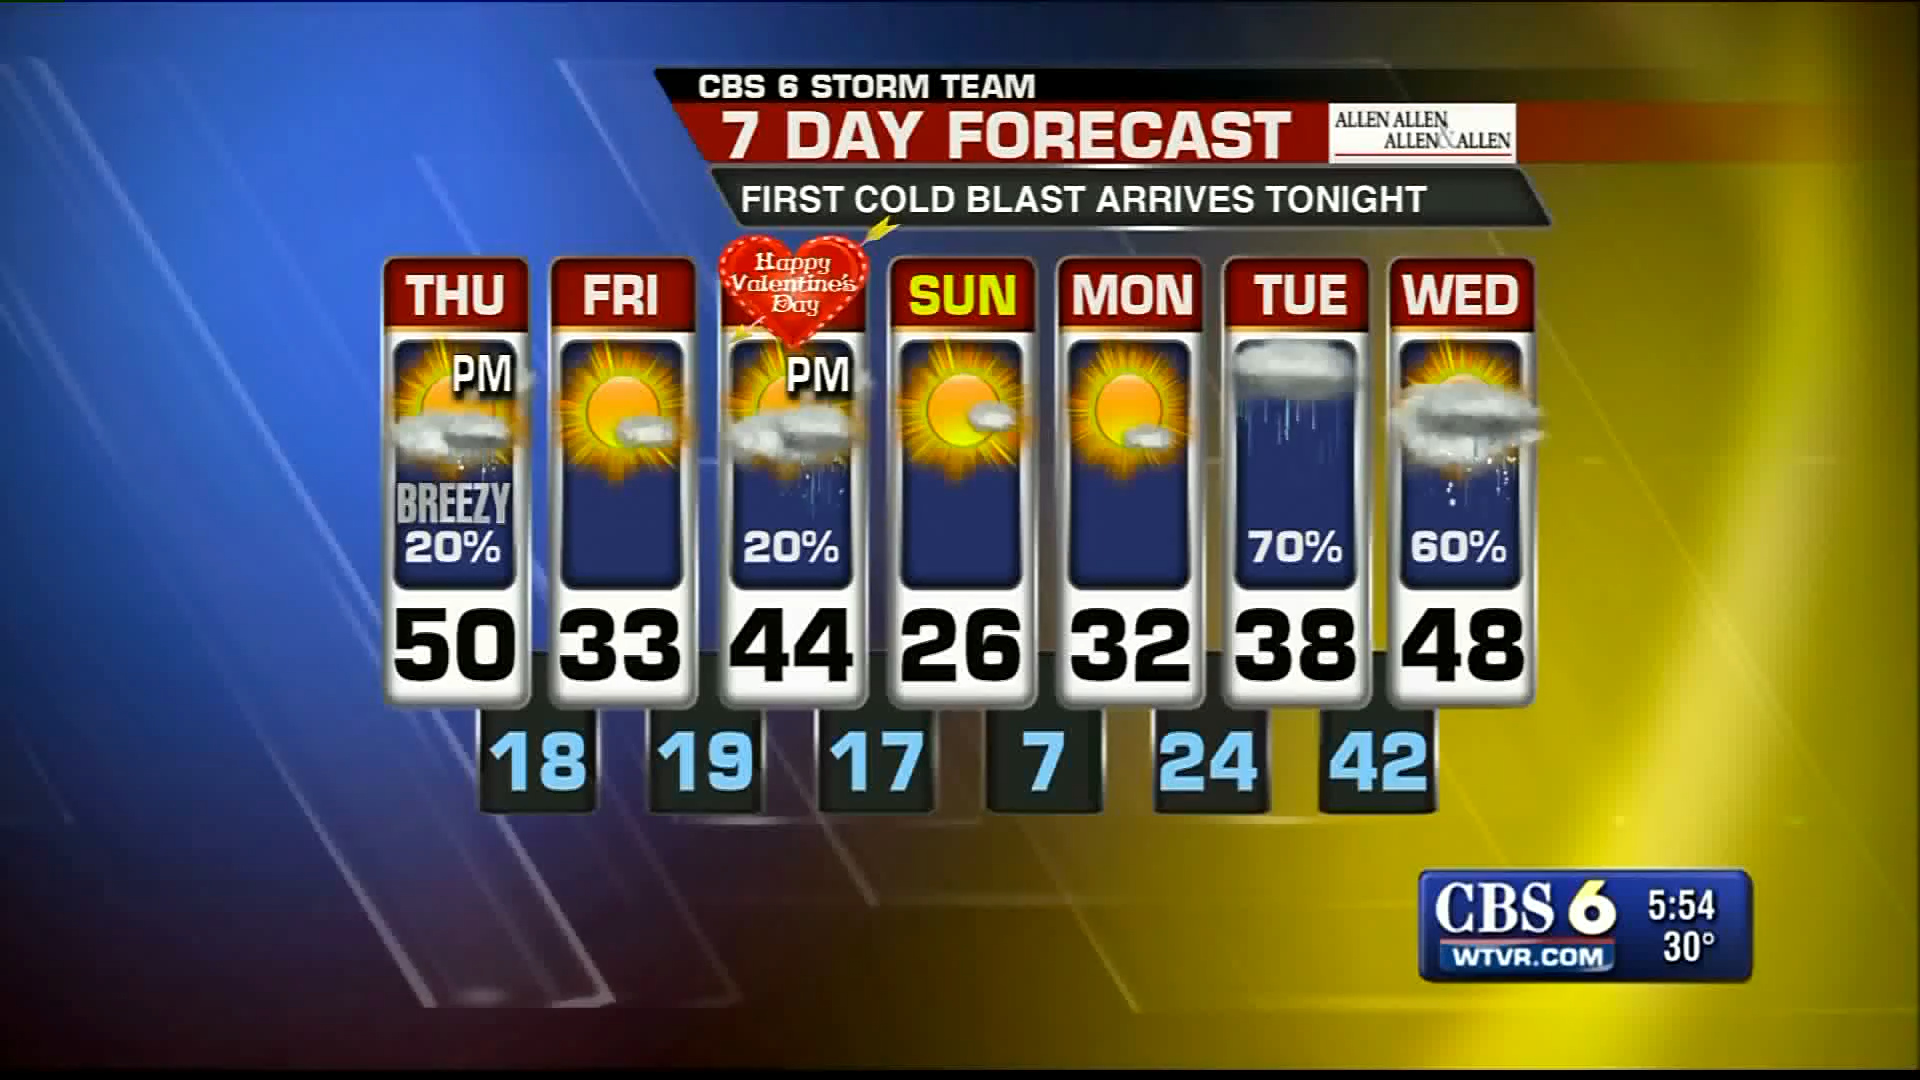 CBS 6 STORM TEAM
7 DAY FORECAST
ALLEN ALLEN
ALLEN & ALLEN
FIRST COLD BLAST ARRIVES TONIGHT
THU
FRI
Happy
Valentine's
Day
SUN
MON
TUE
WED
PM
PM
BREEZY
20%
20%
70%
60%
50
33
44
26
32
38
48
18
19
17
7
24
42
CBS 6
WTVR.COM
5:54
30°